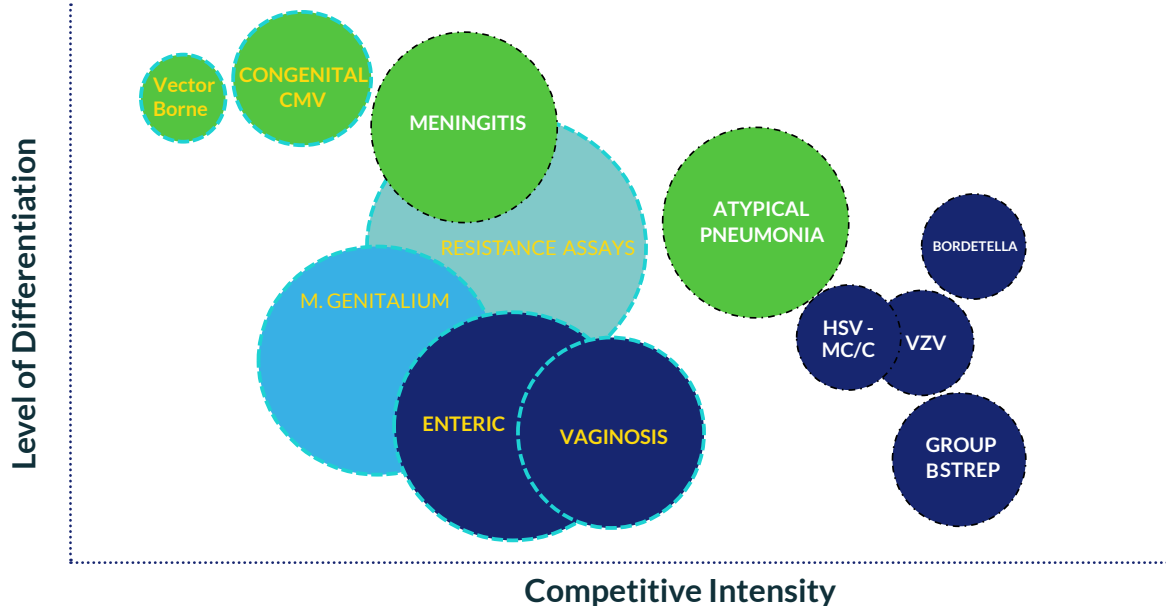 Level of Differentiation
Vector
Borne
CONGENITAL
CMV
MENINGITIS
RESISTANCE ASSAYS
ATYPICAL
PNEUMONIA
BORDETELLA
M. GENITALIUM
HSV -
MC/C
VZV
ENTERIC
VAGINOSIS
GROUP
BSTREP
Competitive Intensity